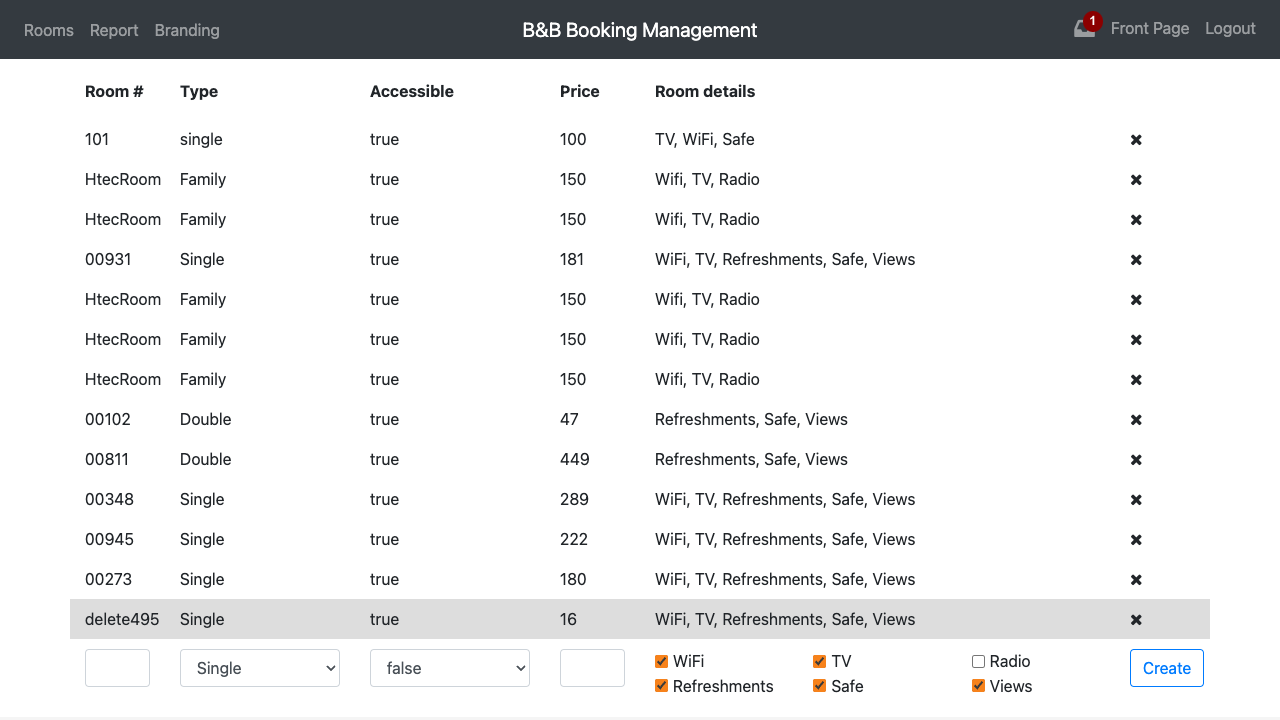 Rooms Report Branding B&B Booking Management 1 Front Page Logout
Room # Type Accessible Price Room details
101 single true 100 TV, WiFi, Safe
HtecRoom Family true 150 Wifi, TV, Radio
HtecRoom Family true 150 Wifi, TV, Radio
00931 Single true 181 WiFi, TV, Refreshments, Safe, Views
HtecRoom Family true 150 Wifi, TV, Radio
HtecRoom Family true 150 Wifi, TV, Radio
HtecRoom Family true 150 Wifi, TV, Radio
00102 Double true 47 Refreshments, Safe, Views
00811 Double true 449 Refreshments, Safe, Views
00348 Single true 289 WiFi, TV, Refreshments, Safe, Views
00945 Single true 222 WiFi, TV, Refreshments, Safe, Views
00273 Single true 180 WiFi, TV, Refreshments, Safe, Views
delete495 Single true 16 WiFi, TV, Refreshments, Safe, Views
Single false WiFi TV Radio Create
Refreshments Safe Views